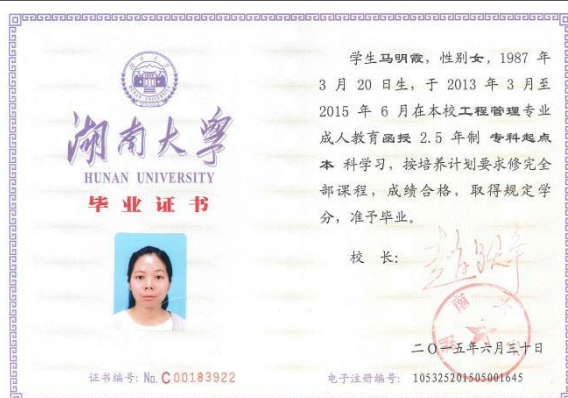 湖南大学
HUNAN UNIVERSITY
毕业证书
证书编号: No. C00183922
学生马明霞，性别女，1987 年
3 月 20 日生，于 2013 年 3 月至
2015 年 6 月在本校工程管理专业
成人教育函授 2.5 年制 专科起点
本 科学习，按培养计划要求修完全
部课程，成绩合格，取得规定学
分，准予毕业。
校 长:
二〇一五年六月三十日
电子注册编号: 105325201505001645